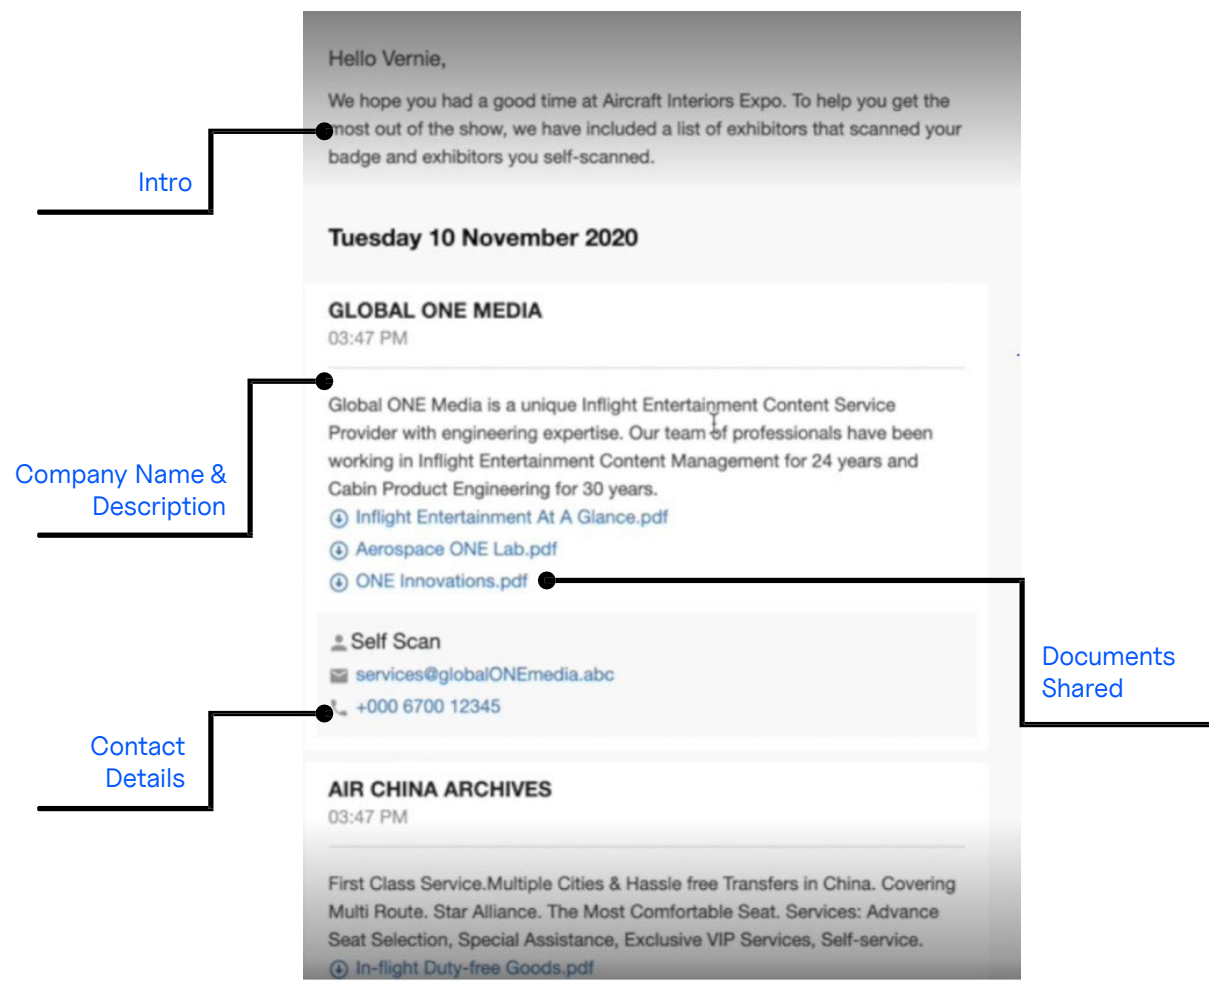 Hello Vernie,
We hope you had a good time at Aircraft Interiors Expo. To help you get the
most out of the show, we have included a list of exhibitors that scanned your
badge and exhibitors you self-scanned.
Intro
Tuesday 10 November 2020
GLOBAL ONE MEDIA
03:47 PM
Global ONE Media is a unique Inflight Entertainment Content Service
Provider with engineering expertise. Our team of professionals have been
working in Inflight Entertainment Content Management for 24 years and
Cabin Product Engineering for 30 years.
Company Name &
Description
Inflight Entertainment At A Glance.pdf
Aerospace ONE Lab.pdf
ONE Innovations.pdf
Documents
Shared
Self Scan
services@globalONEmedia.abc
+000 6700 12345
Contact
Details
AIR CHINA ARCHIVES
03:47 PM
First Class Service.Multiple Cities & Hassle free Transfers in China. Covering
Multi Route. Star Alliance. The Most Comfortable Seat. Services: Advance
Seat Selection, Special Assistance, Exclusive VIP Services, Self-service.
In-flight Duty-free Goods.pdf